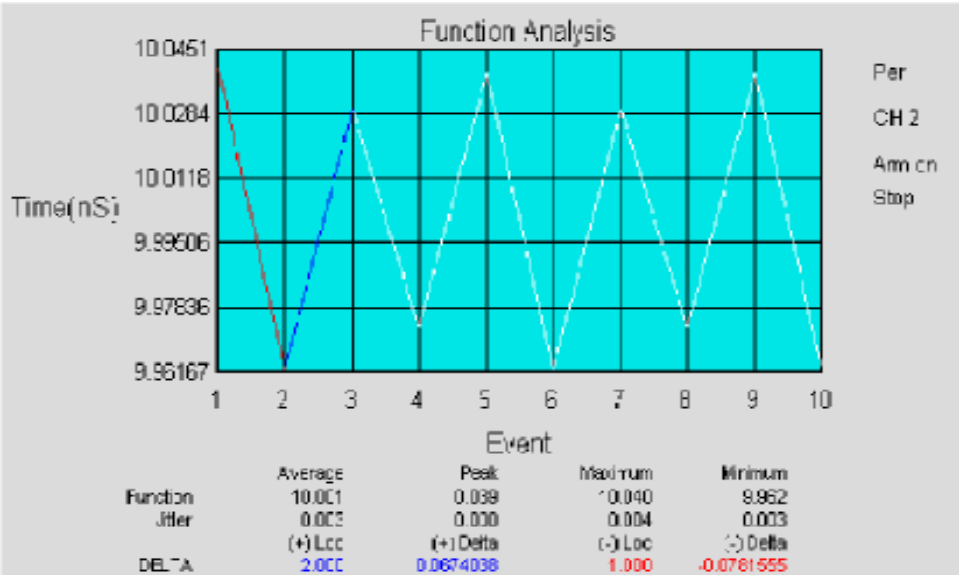 Function Analysis
10.0451
10.0284
10.0118
9.99506
9.97836
9.96167
Time(nS)
1 2 3 4 5 6 7 8 9 10
Event
Per
CH 2
Arm on
Stop
Average Peak Maximum Minimum
Function 10.001 0.039 10.040 9.962
Jitter 0.003 0.000 0.004 0.003
(+) Loc (+) Delta (-) Loc (-) Delta
DELTA 2.000 0.0674038 1.000 -0.0781555